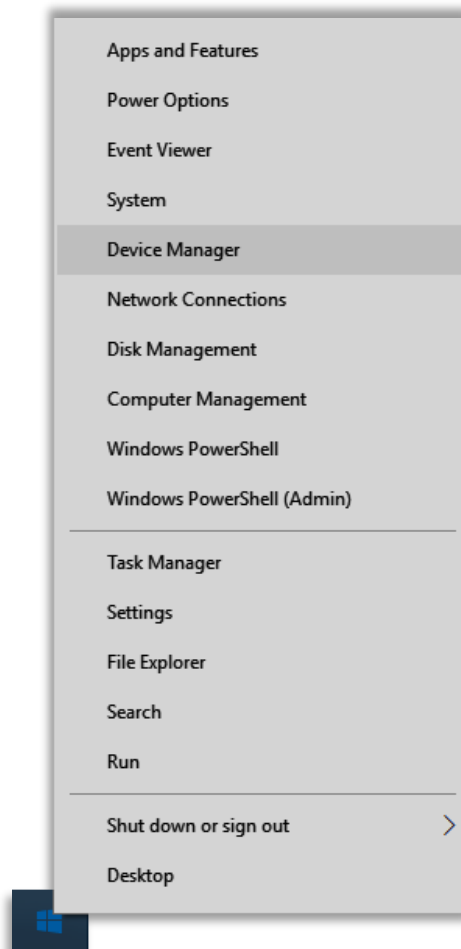 Apps and Features
Power Options
Event Viewer
System
Device Manager
Network Connections
Disk Management
Computer Management
Windows PowerShell
Windows PowerShell (Admin)
Task Manager
Settings
File Explorer
Search
Run
Shut down or sign out
Desktop